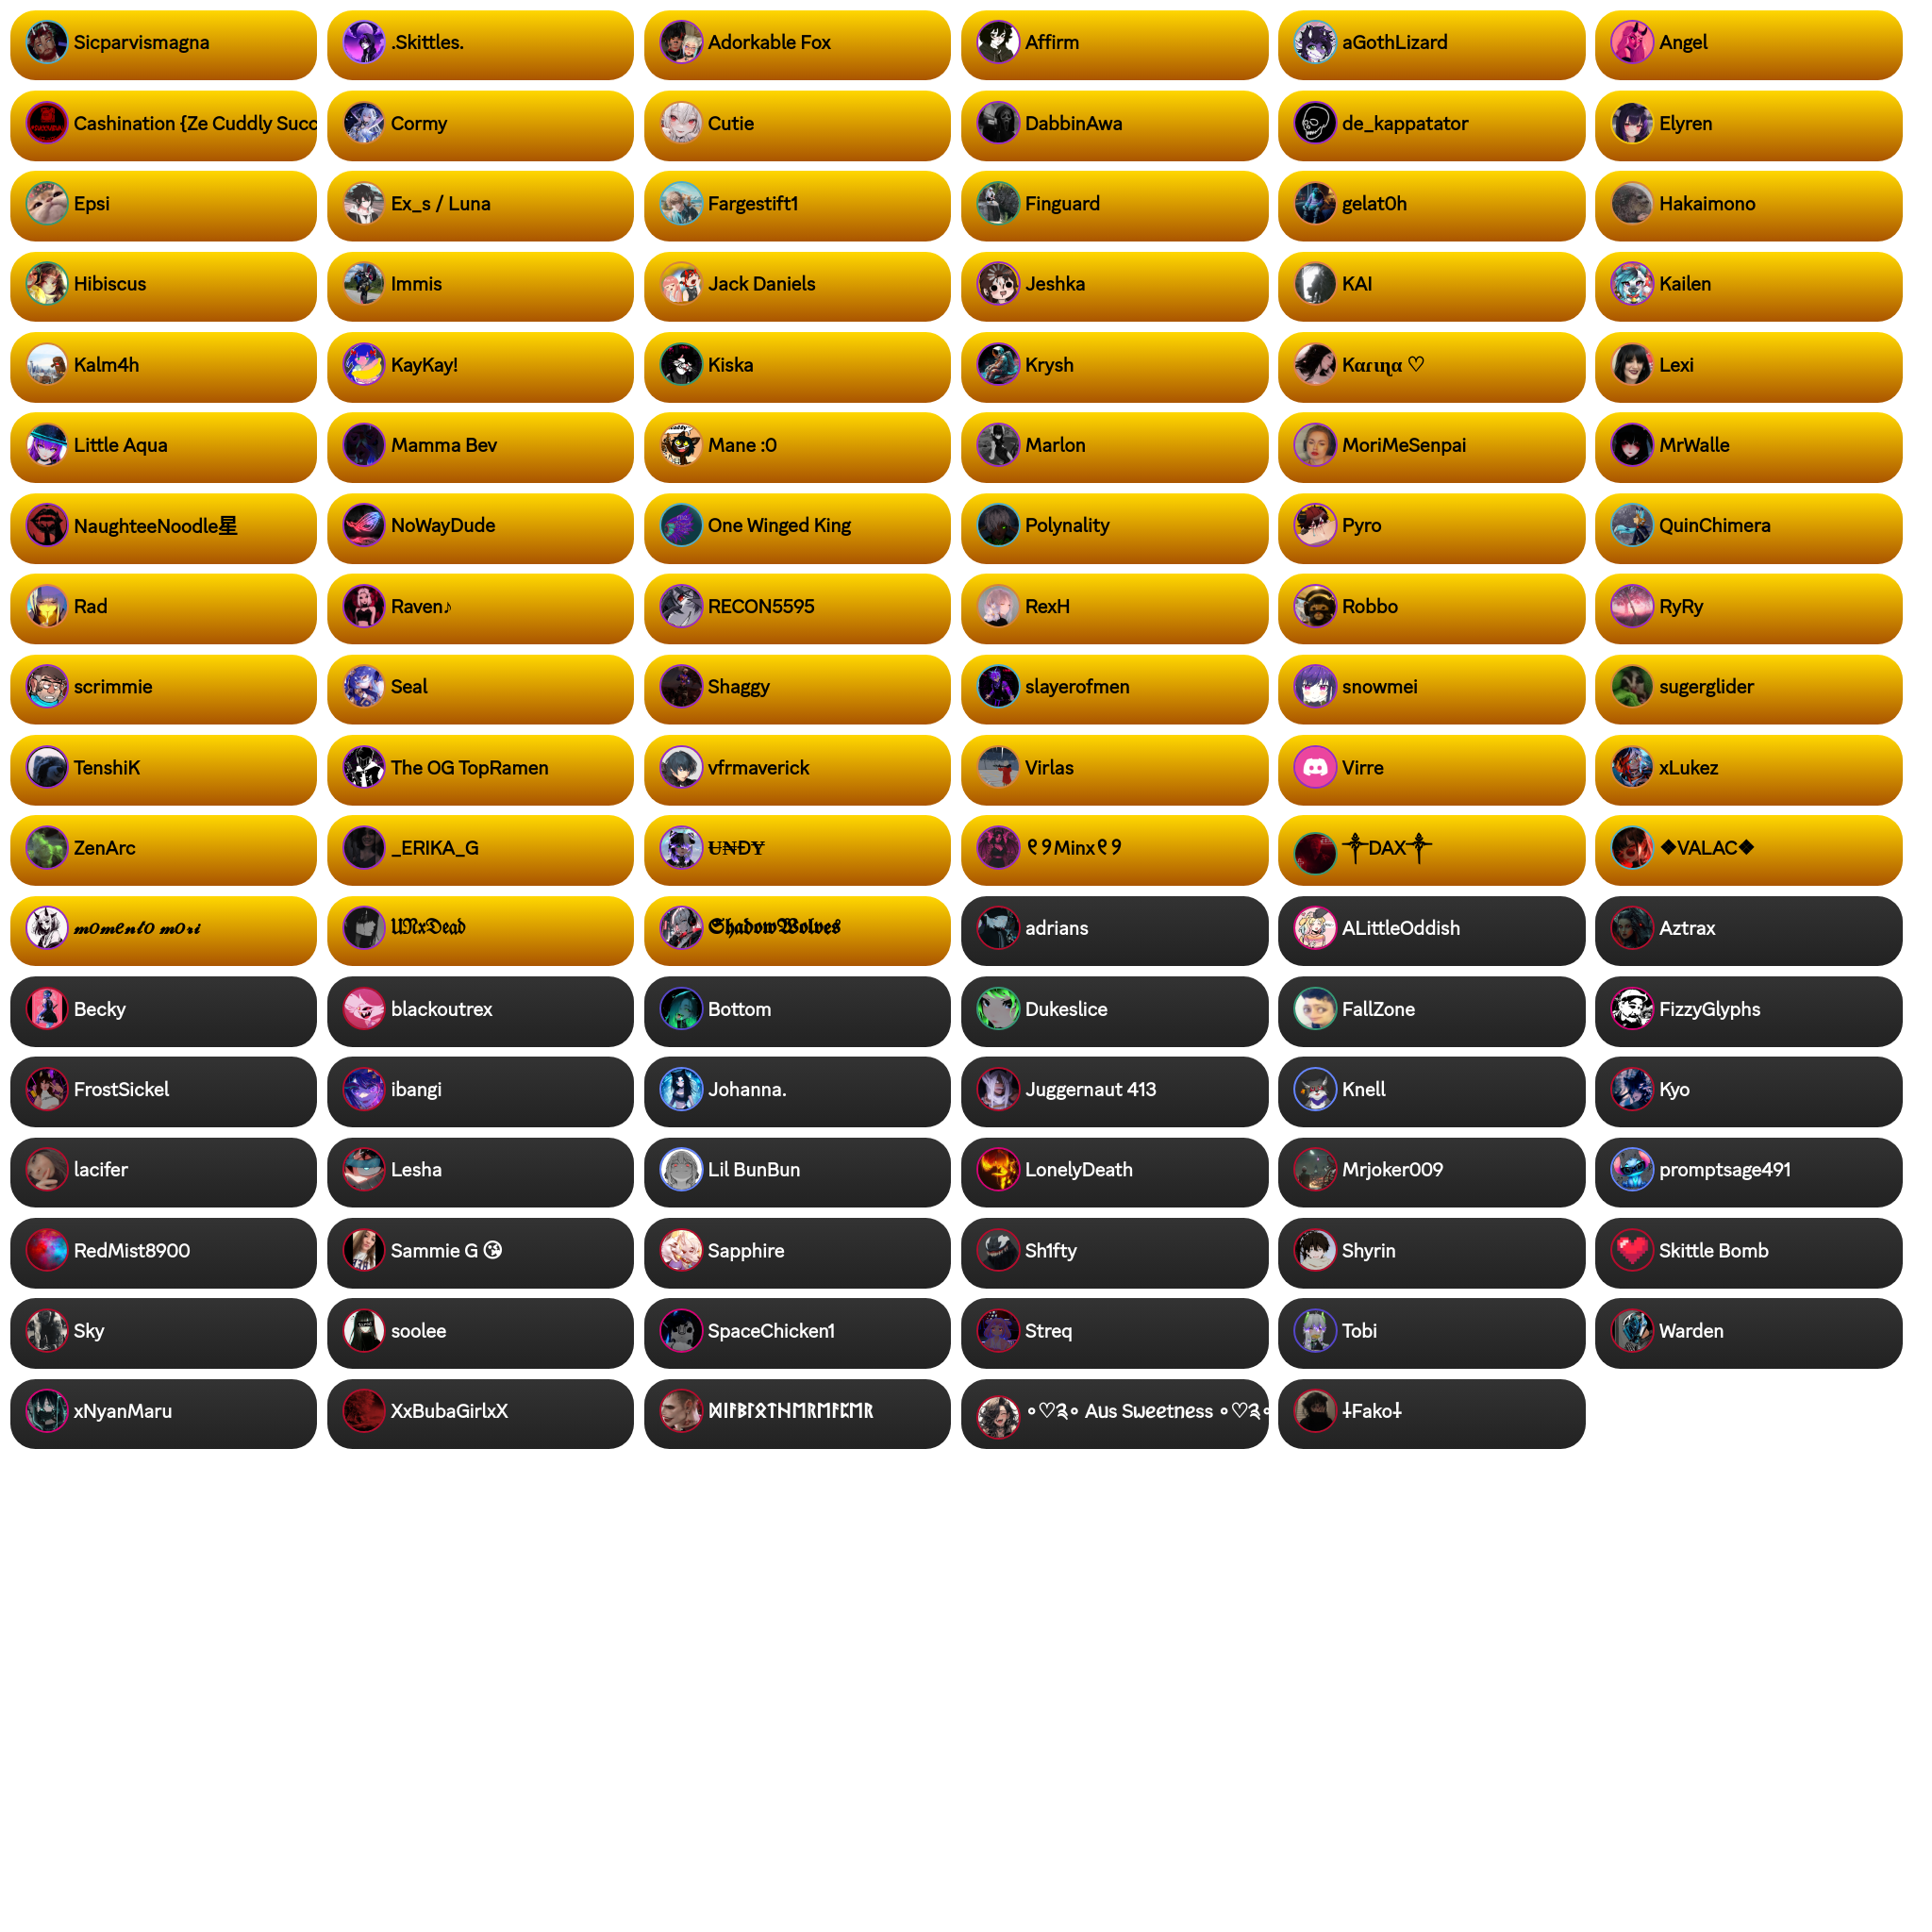 Sicparvismagna
.Skittles.
Adorkable Fox
Affirm
aGothLizard
Angel
Cashination {Ze Cuddly Succ
Cormy
Cutie
DabbinAwa
de_kappatator
Elyren
Epsi
Ex_s / Luna
Fargestift1
Finguard
gelat0h
Hakaimono
Hibiscus
Immis
Jack Daniels
Jeshka
KAI
Kailen
Kalm4h
KayKay!
Kiska
Krysh
Kαɾιηα ♡
Lexi
Little Aqua
Mamma Bev
Mane :0
Marlon
MoriMeSenpai
MrWalle
NaughteeNoodle星
NoWayDude
One Winged King
Polynality
Pyro
QuinChimera
Rad
Raven♪
RECON5595
RexH
Robbo
RyRy
scrimmie
Seal
Shaggy
slayerofmen
snowmei
sugerglider
TenshiK
The OG TopRamen
vfrmaverick
Virlas
Virre
xLukez
ZenArc
_ERIKA_G
Ʉ₦ĐɎ
୧୨Minx୧୨
༒DAX༒
❖VALAC❖
𝓶𝓸𝓶𝓮𝓷𝓽𝓸 𝓶𝓸𝓻𝓲
𝔘𝔑𝔵𝔇𝔢𝔞𝔡
𝕾𝖍𝖆𝖉𝖔𝖜𝖂𝖔𝖑𝖛𝖊𝖘
adrians
ALittleOddish
Aztrax
Becky
blackoutrex
Bottom
Dukeslice
FallZone
FizzyGlyphs
FrostSickel
ibangi
Johanna.
Juggernaut 413
Knell
Kyo
lacifer
Lesha
Lil BunBun
LonelyDeath
Mrjoker009
promptsage491
RedMist8900
Sammie G 😘
Sapphire
Sh1fty
Shyrin
Skittle Bomb
Sky
soolee
SpaceChicken1
Streq
Tobi
Warden
xNyanMaru
XxBubaGirlxX
∘♡༉∘ Aus Sweetness ∘♡༉∘
⸸Fako⸸